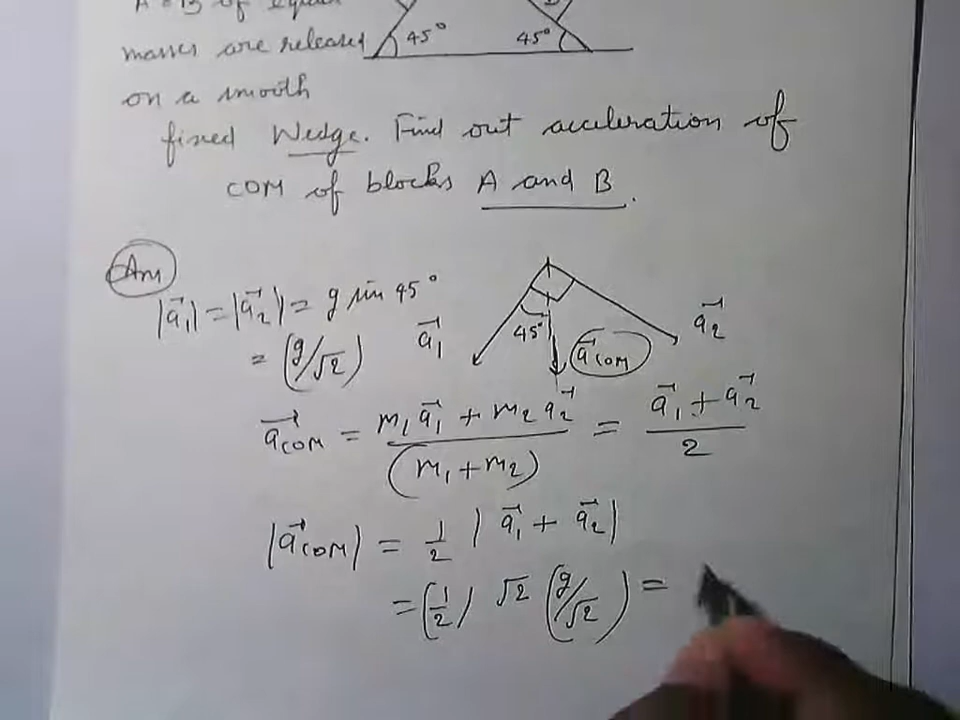 A & B of equal
masses are released 45° 45°
on a smooth
fixed Wedge. Find out acceleration of
COM of blocks A and B.
Ans
|a⃗₁| = |a⃗₂| = g sin 45°
= (g/√2)
a⃗₁ 45° a⃗COM a⃗₂
a⃗COM = (m₁a⃗₁ + m₂a⃗₂)/(m₁ + m₂) = (a⃗₁ + a⃗₂)/2
|a⃗COM| = 1/2 |a⃗₁ + a⃗₂|
= (1/2) √2 (g/√2) =